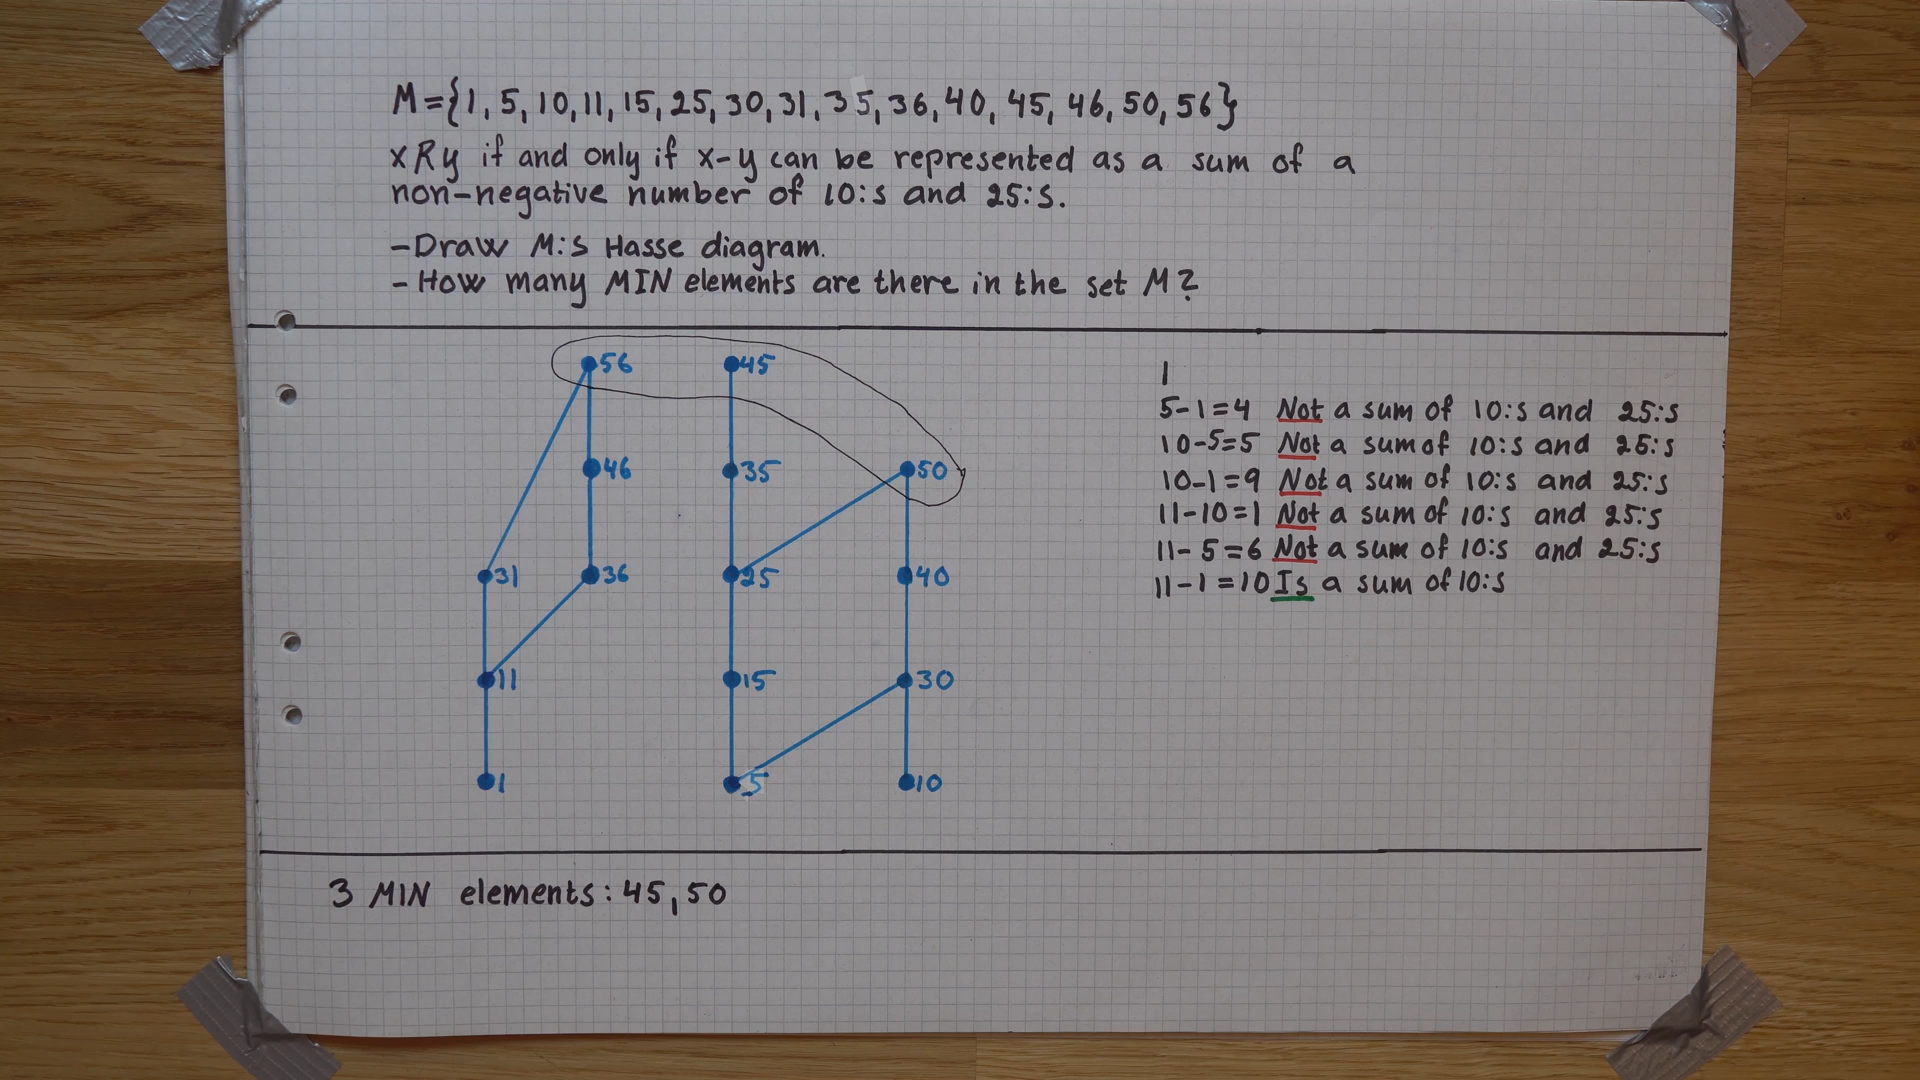 M={1, 5, 10, 11, 15, 25, 30, 31, 35, 36, 40, 45, 46, 50, 56}
xRy if and only if x-y can be represented as a sum of a
non-negative number of 10:s and 25:s.
-Draw M:s Hasse diagram.
- How many MIN elements are there in the set M?
56
45
46
35
50
31
36
25
40
11
15
30
1
5
10
1
5-1=4 Not a sum of 10:s and 25:s
10-5=5 Not a sum of 10:s and 25:s
10-1=9 Not a sum of 10:s and 25:s
11-10=1 Not a sum of 10:s and 25:s
11-5=6 Not a sum of 10:s and 25:s
11-1=10 Is a sum of 10:s
3 MIN elements: 45, 50